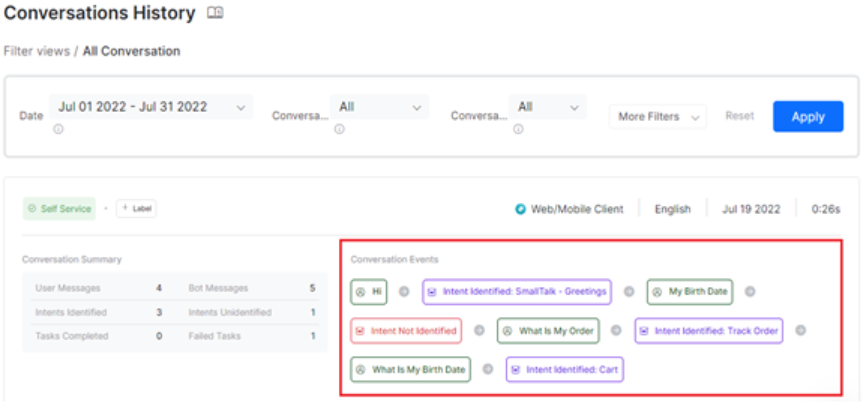 Conversations History
Filter views / All Conversation
Date Jul 01 2022 - Jul 31 2022 Conversa... All Conversa... All More Filters Reset Apply
Self Service + Label Web/Mobile Client English Jul 19 2022 0:26s
Conversation Summary
User Messages 4 Bot Messages 5
Intents Identified 3 Intents Unidentified 1
Tasks Completed 0 Failed Tasks 1
Conversation Events
Hi Intent Identified: SmallTalk - Greetings My Birth Date
Intent Not Identified What Is My Order Intent Identified: Track Order
What Is My Birth Date Intent Identified: Cart